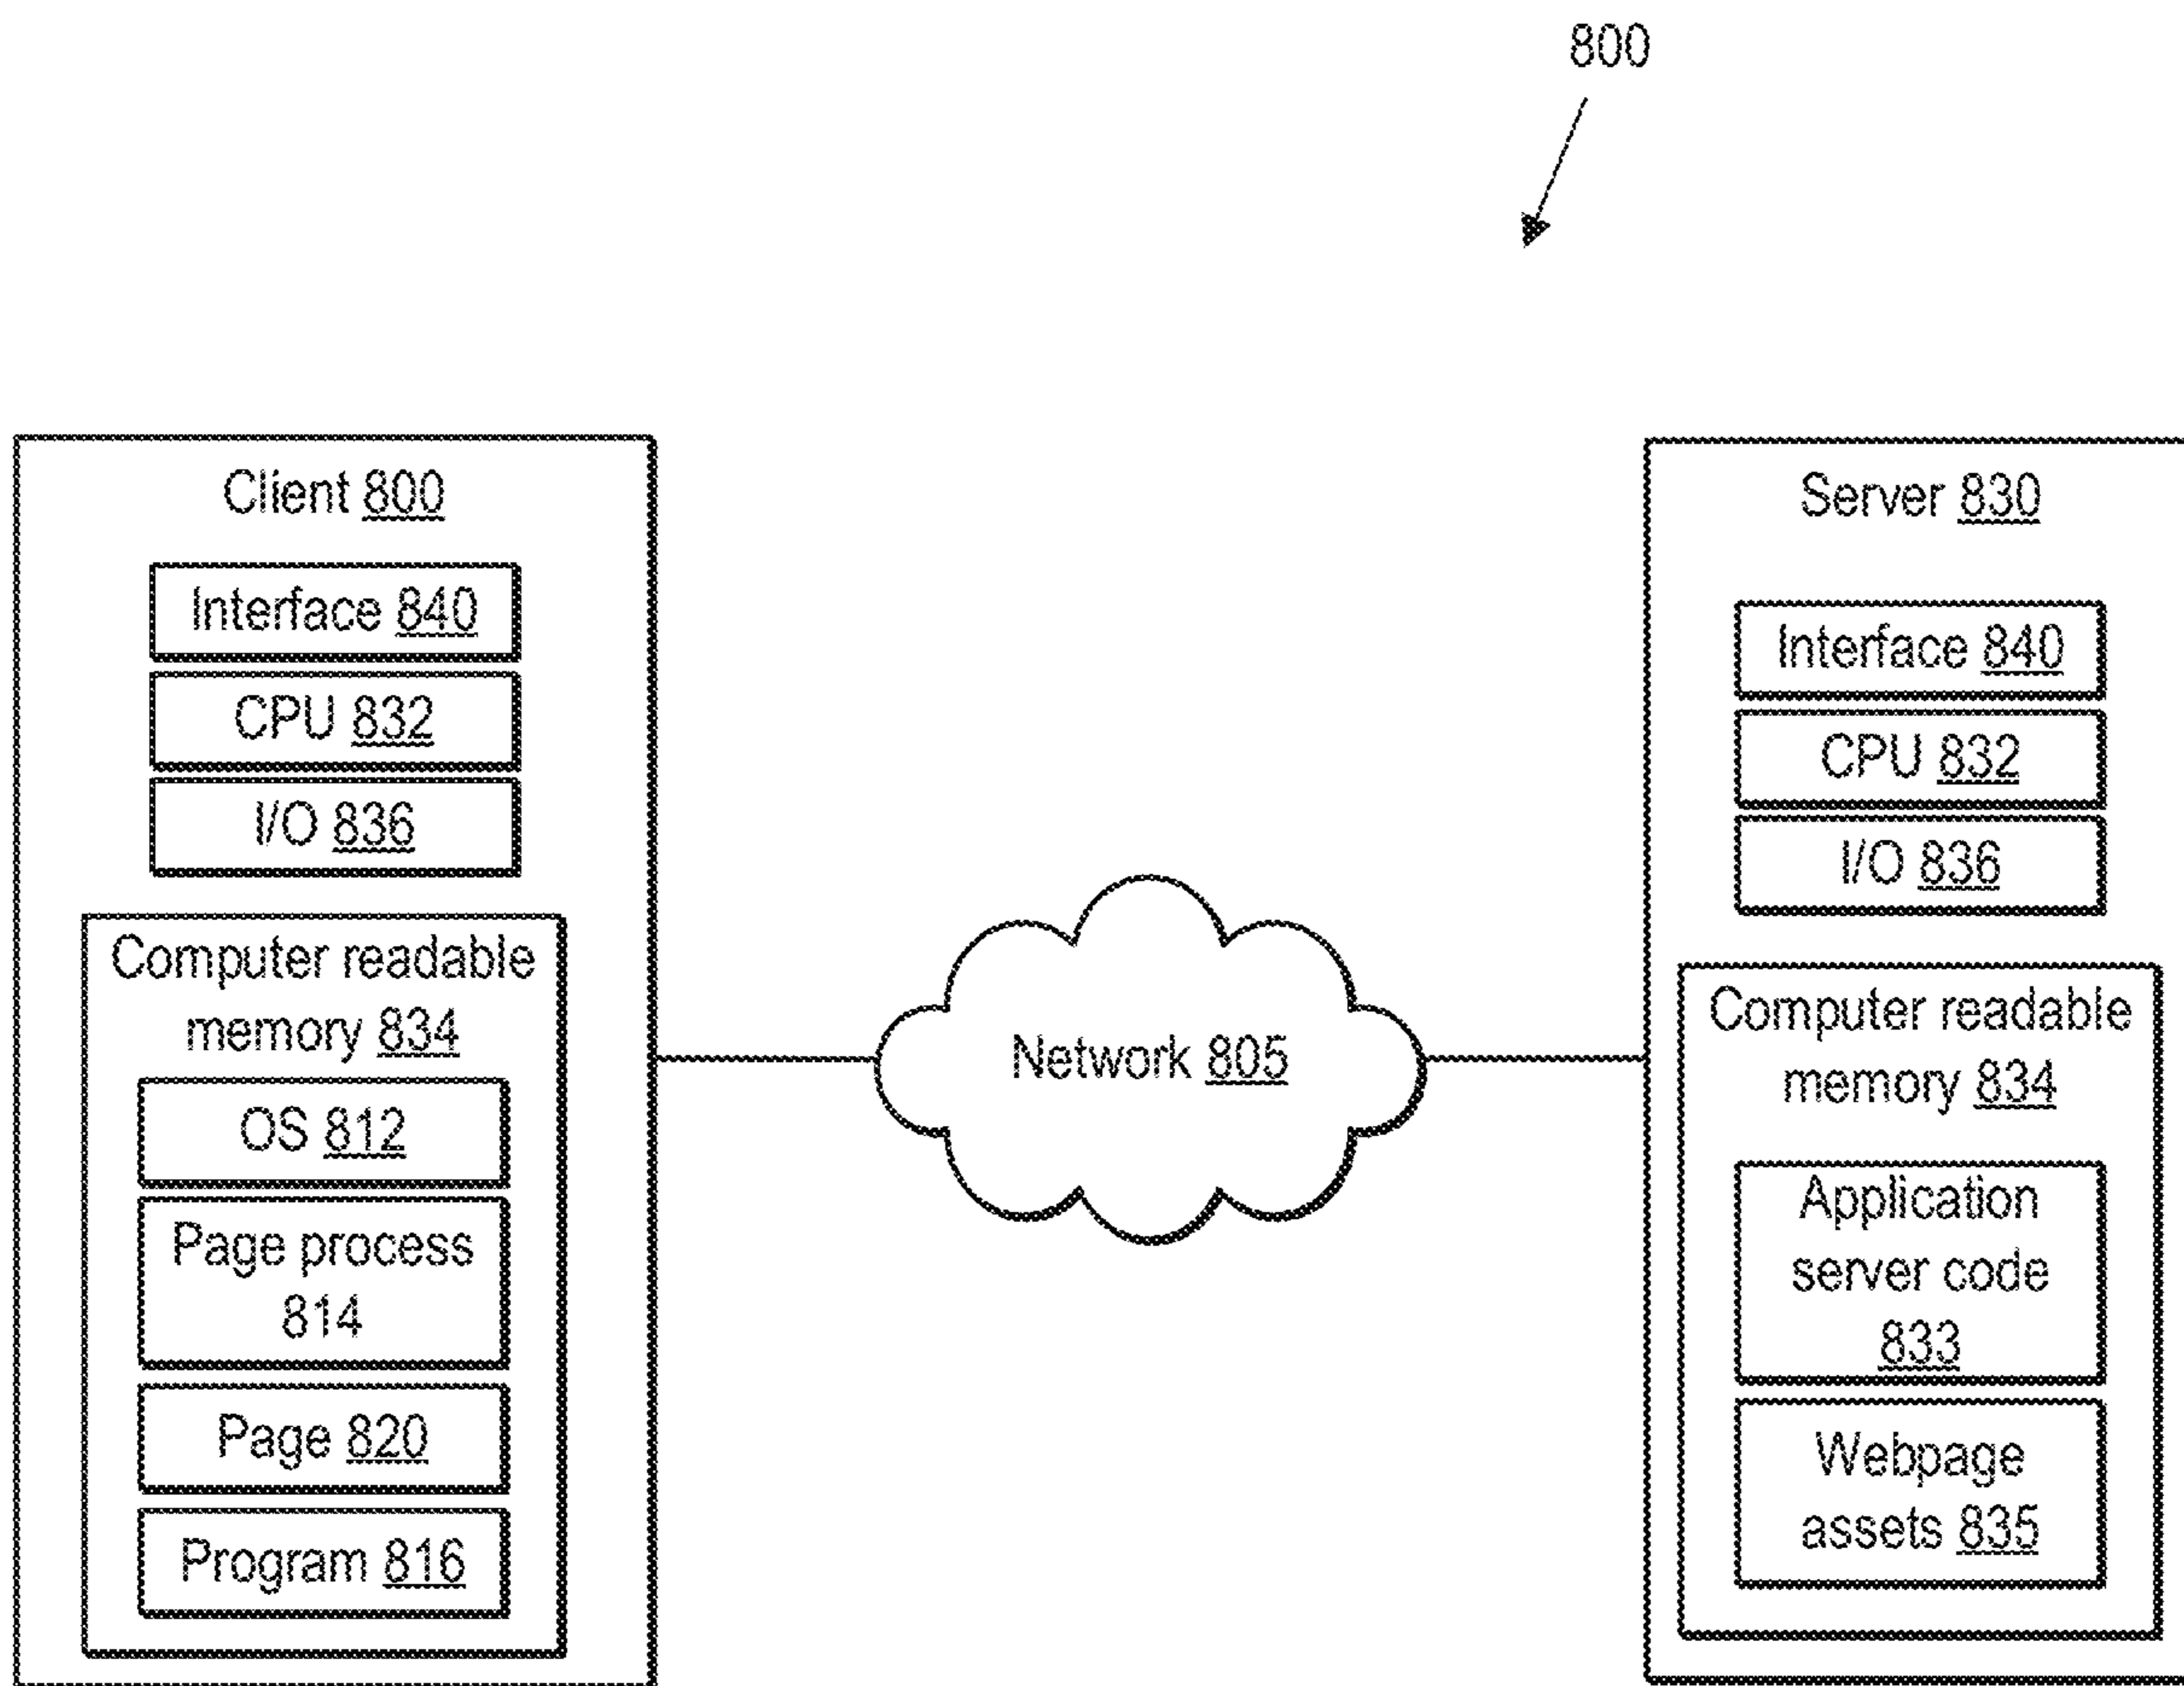 800
Client 800
Interface 840
CPU 832
I/O 836
Computer readable
memory 834
OS 812
Page process
814
Page 820
Program 816
Network 805
Server 830
Interface 840
CPU 832
I/O 836
Computer readable
memory 834
Application
server code
833
Webpage
assets 835